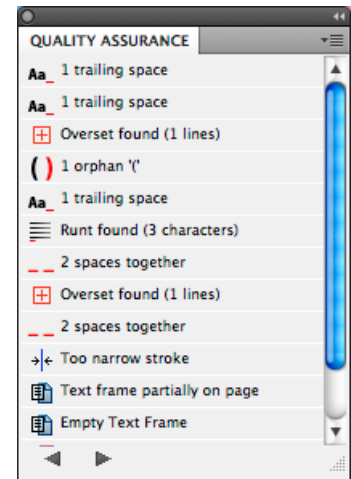 QUALITY ASSURANCE
Aa_ 1 trailing space
Aa_ 1 trailing space
Overset found (1 lines)
( ) 1 orphan '('
Aa_ 1 trailing space
Runt found (3 characters)
_ _ 2 spaces together
Overset found (1 lines)
_ _ 2 spaces together
Too narrow stroke
Text frame partially on page
Empty Text Frame